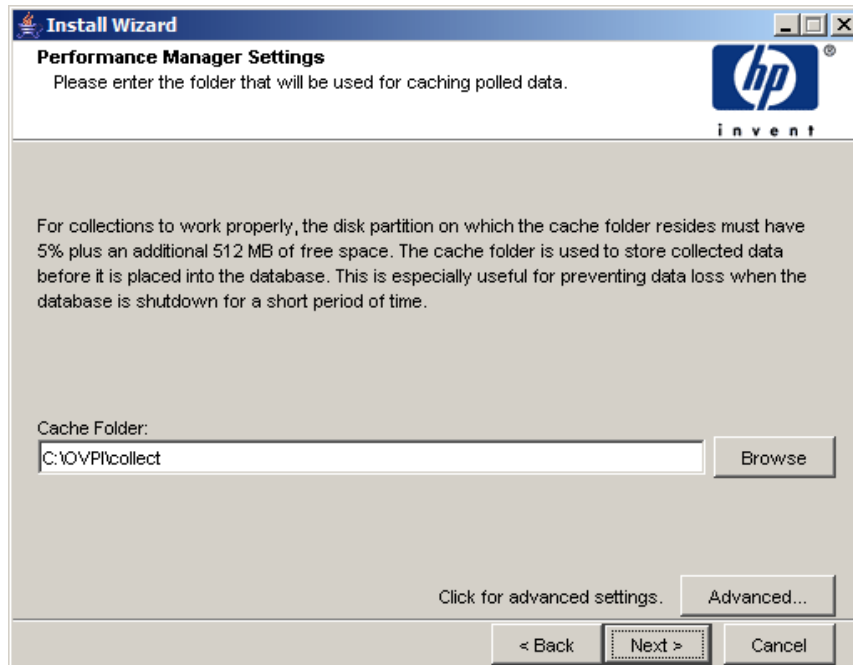 Install Wizard
Performance Manager Settings
Please enter the folder that will be used for caching polled data.
hp
®
invent
For collections to work properly, the disk partition on which the cache folder resides must have
5% plus an additional 512 MB of free space. The cache folder is used to store collected data
before it is placed into the database. This is especially useful for preventing data loss when the
database is shutdown for a short period of time.
Cache Folder:
C:\OVPI\collect
Browse
Click for advanced settings.
Advanced...
< Back
Next >
Cancel